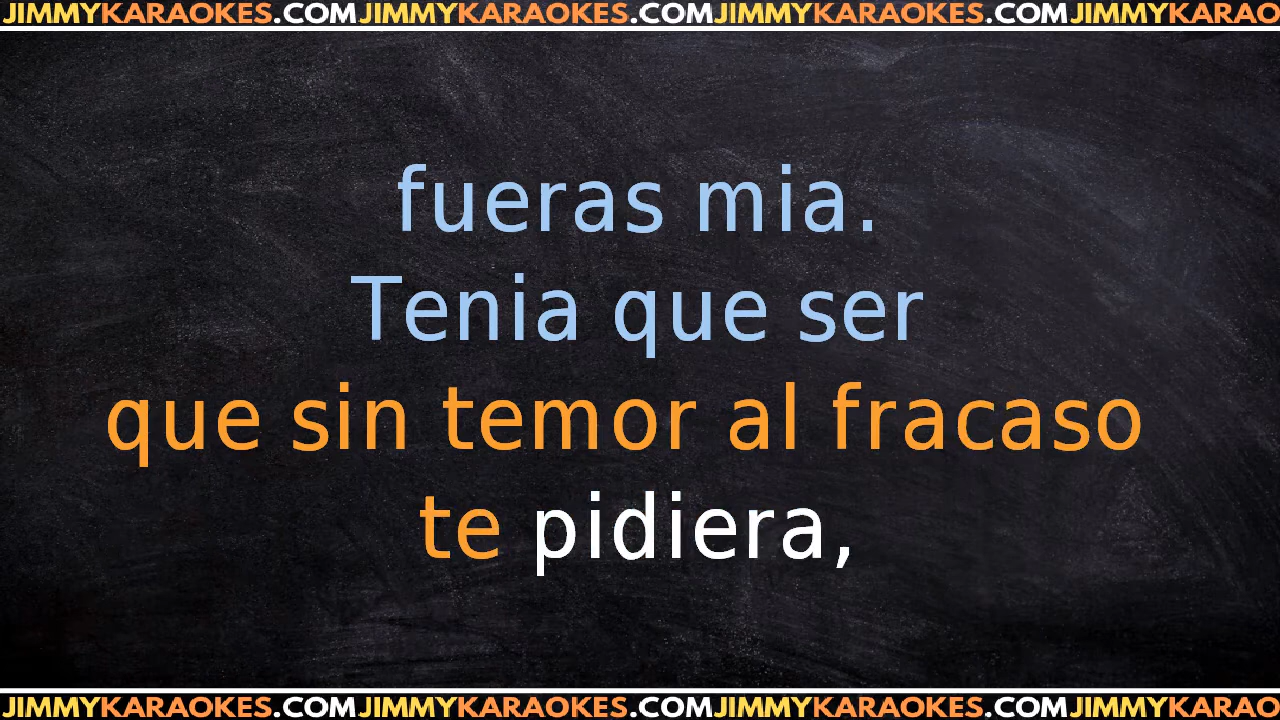 JIMMYKARAOKES.COMJIMMYKARAOKES.COMJIMMYKARAOKES.COMJIMMYKARAO
fueras mia.
Tenia que ser
que sin temor al fracaso
te pidiera,
JIMMYKARAOKES.COMJIMMYKARAOKES.COMJIMMYKARAOKES.COMJIMMYKARAO